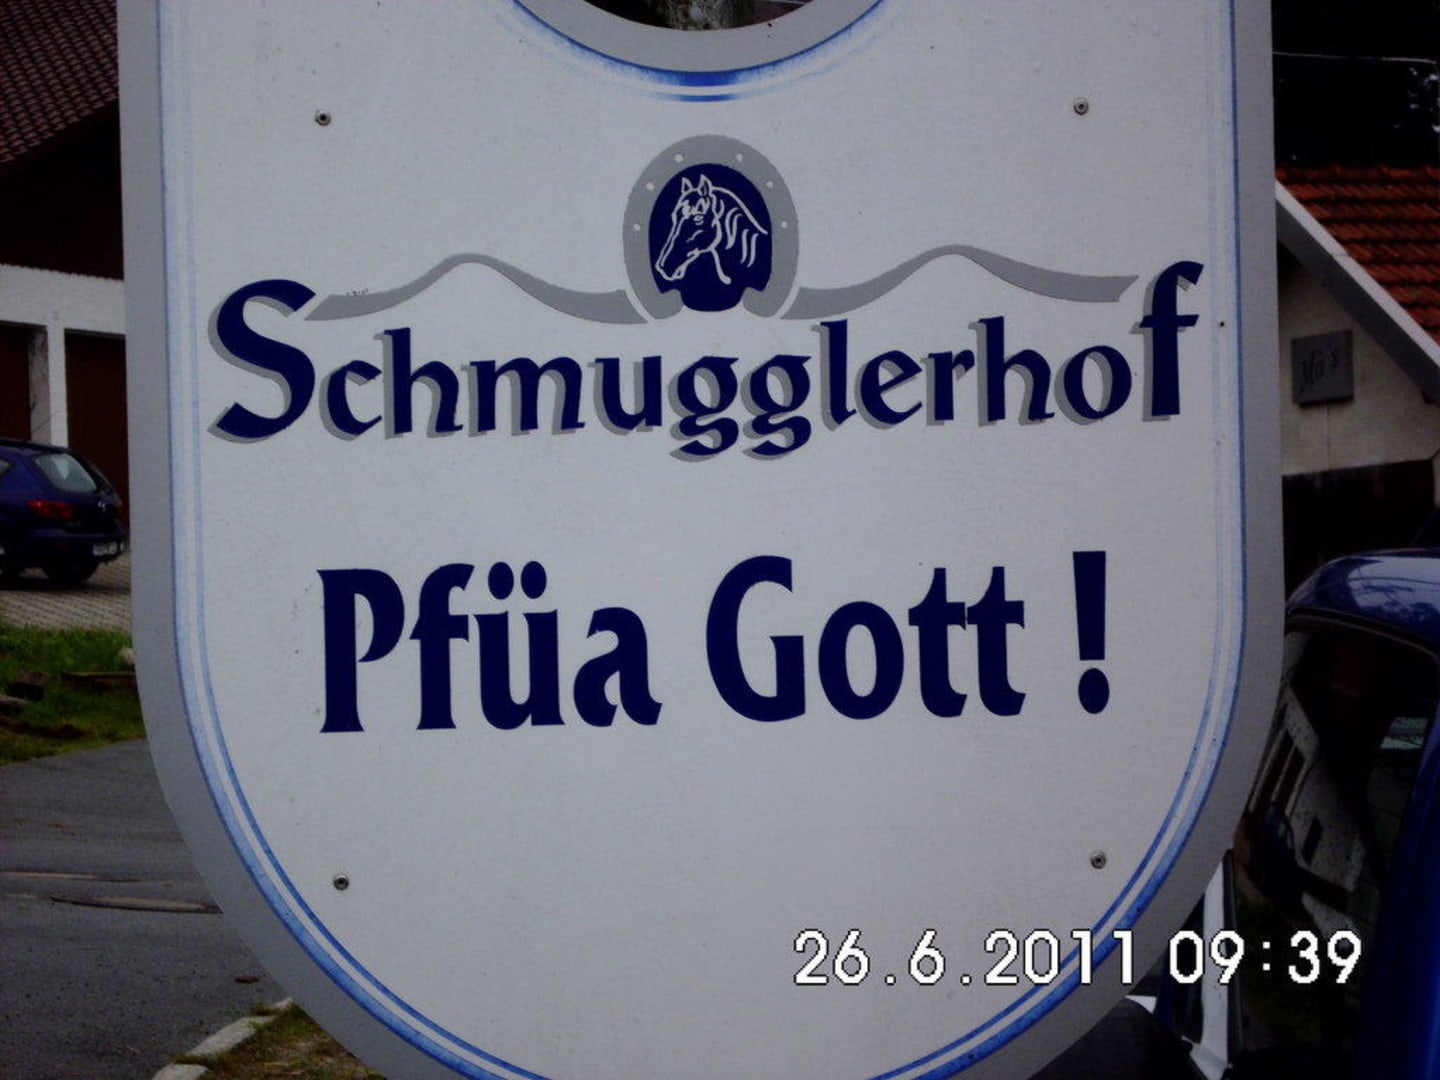 Schmugglerhof
Pfüa Gott !
26.6.2011 09:39